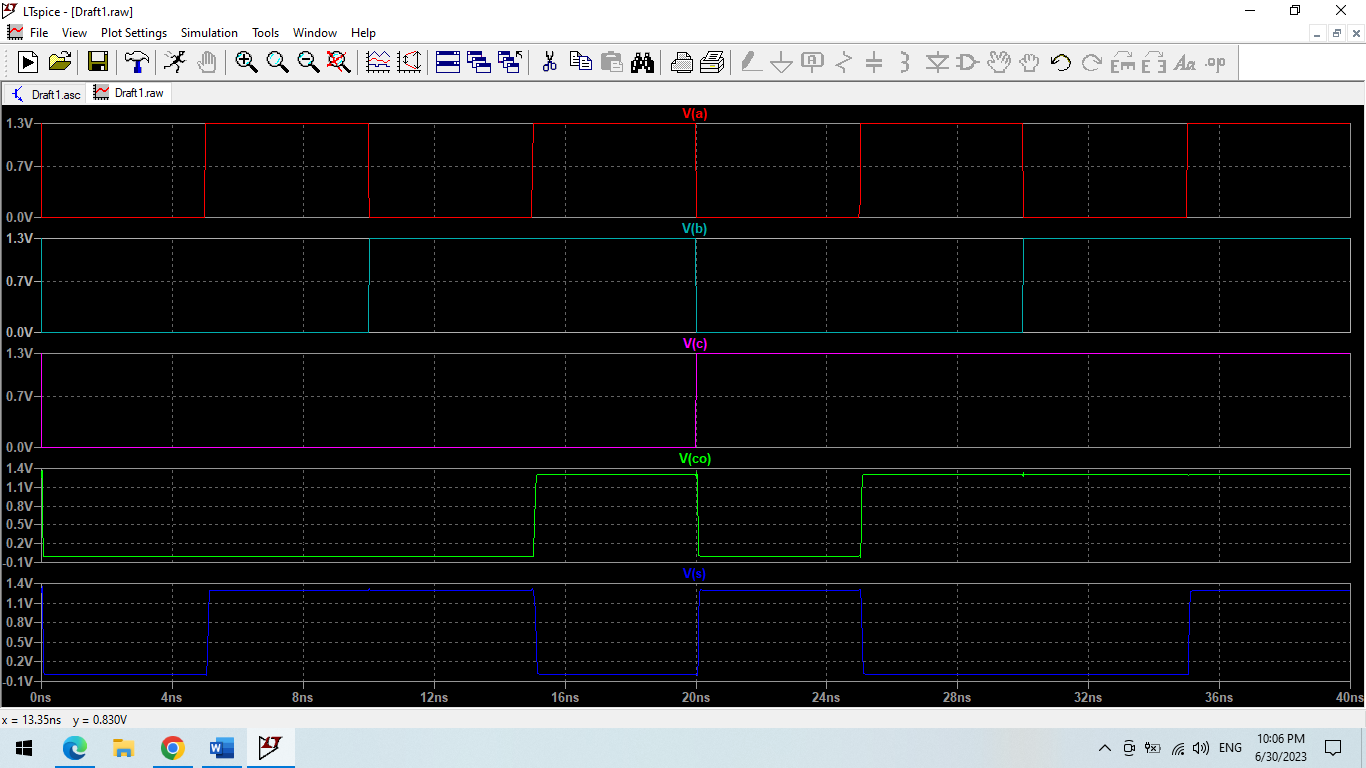 LTspice - [Draft1.raw]
File View Plot Settings Simulation Tools Window Help
Draft1.asc Draft1.raw
V(a)
1.3V
0.7V
0.0V
V(b)
1.3V
0.7V
0.0V
V(c)
1.3V
0.7V
0.0V
V(co)
1.4V
1.1V
0.8V
0.5V
0.2V
-0.1V
V(s)
1.4V
1.1V
0.8V
0.5V
0.2V
-0.1V
0ns 4ns 8ns 12ns 16ns 20ns 24ns 28ns 32ns 36ns 40ns
x = 13.35ns y = 0.830V
ENG
10:06 PM
6/30/2023